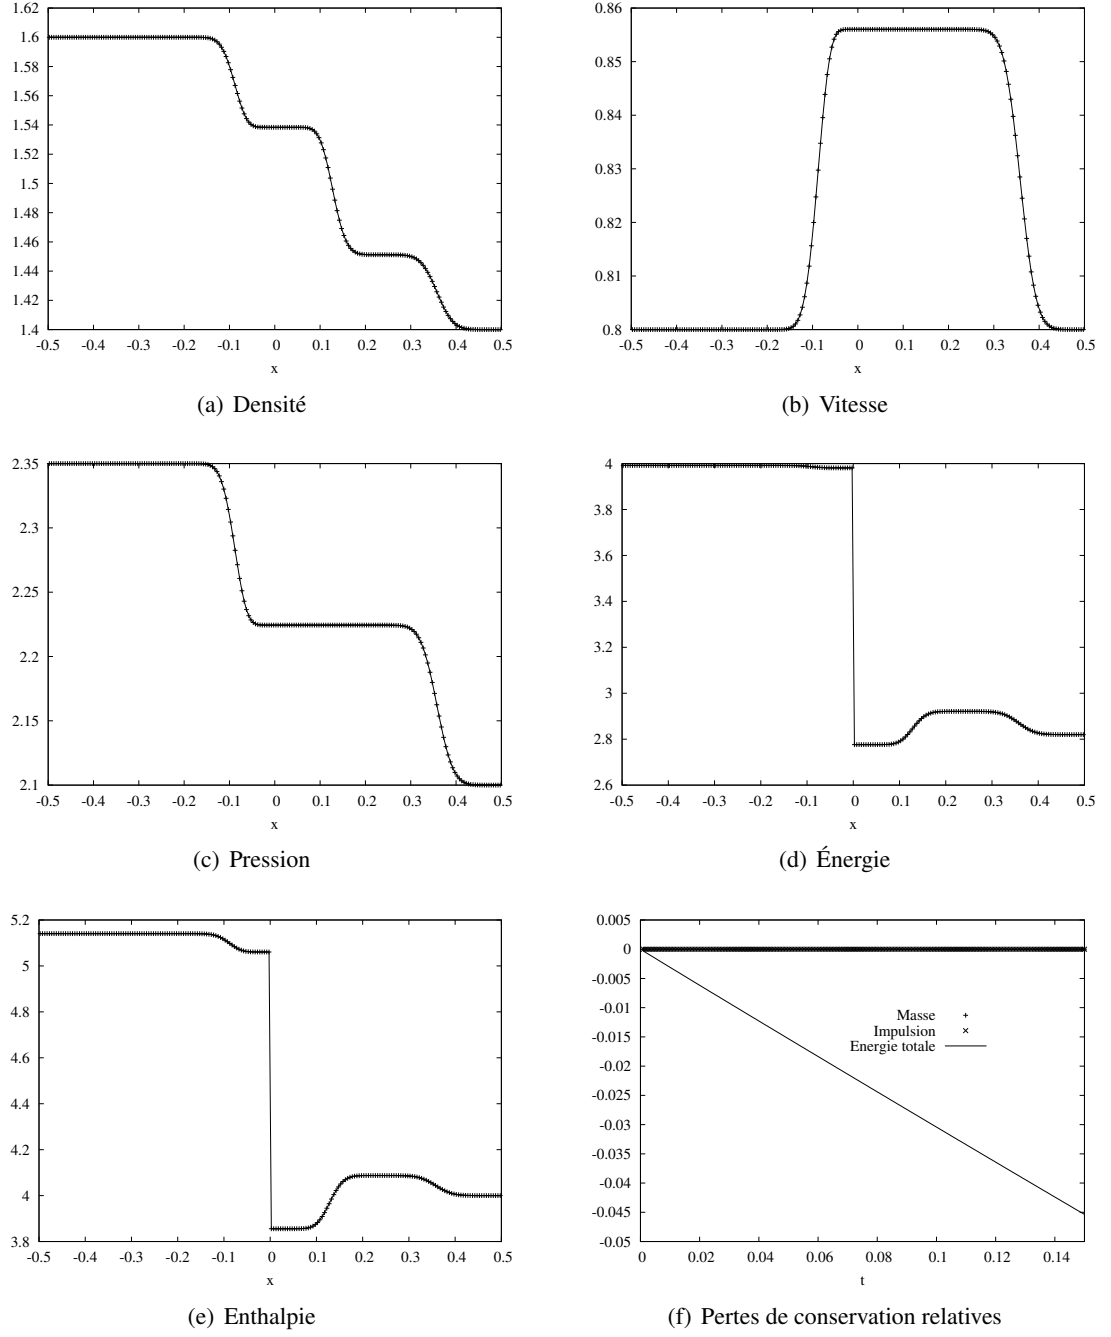 1.62
1.6
1.58
1.56
1.54
1.52
1.5
1.48
1.46
1.44
1.42
1.4
-0.5 -0.4 -0.3 -0.2 -0.1 0 0.1 0.2 0.3 0.4 0.5
x
(a) Densité
0.86
0.85
0.84
0.83
0.82
0.81
0.8
-0.5 -0.4 -0.3 -0.2 -0.1 0 0.1 0.2 0.3 0.4 0.5
x
(b) Vitesse
2.35
2.3
2.25
2.2
2.15
2.1
-0.5 -0.4 -0.3 -0.2 -0.1 0 0.1 0.2 0.3 0.4 0.5
x
(c) Pression
4
3.8
3.6
3.4
3.2
3
2.8
2.6
-0.5 -0.4 -0.3 -0.2 -0.1 0 0.1 0.2 0.3 0.4 0.5
x
(d) Énergie
5.2
5
4.8
4.6
4.4
4.2
4
3.8
-0.5 -0.4 -0.3 -0.2 -0.1 0 0.1 0.2 0.3 0.4 0.5
x
(e) Enthalpie
0.005
0
-0.005
-0.01
-0.015
-0.02
-0.025
-0.03
-0.035
-0.04
-0.045
-0.05
Masse
Impulsion
Energie totale
0 0.02 0.04 0.06 0.08 0.1 0.12 0.14
t
(f) Pertes de conservation relatives